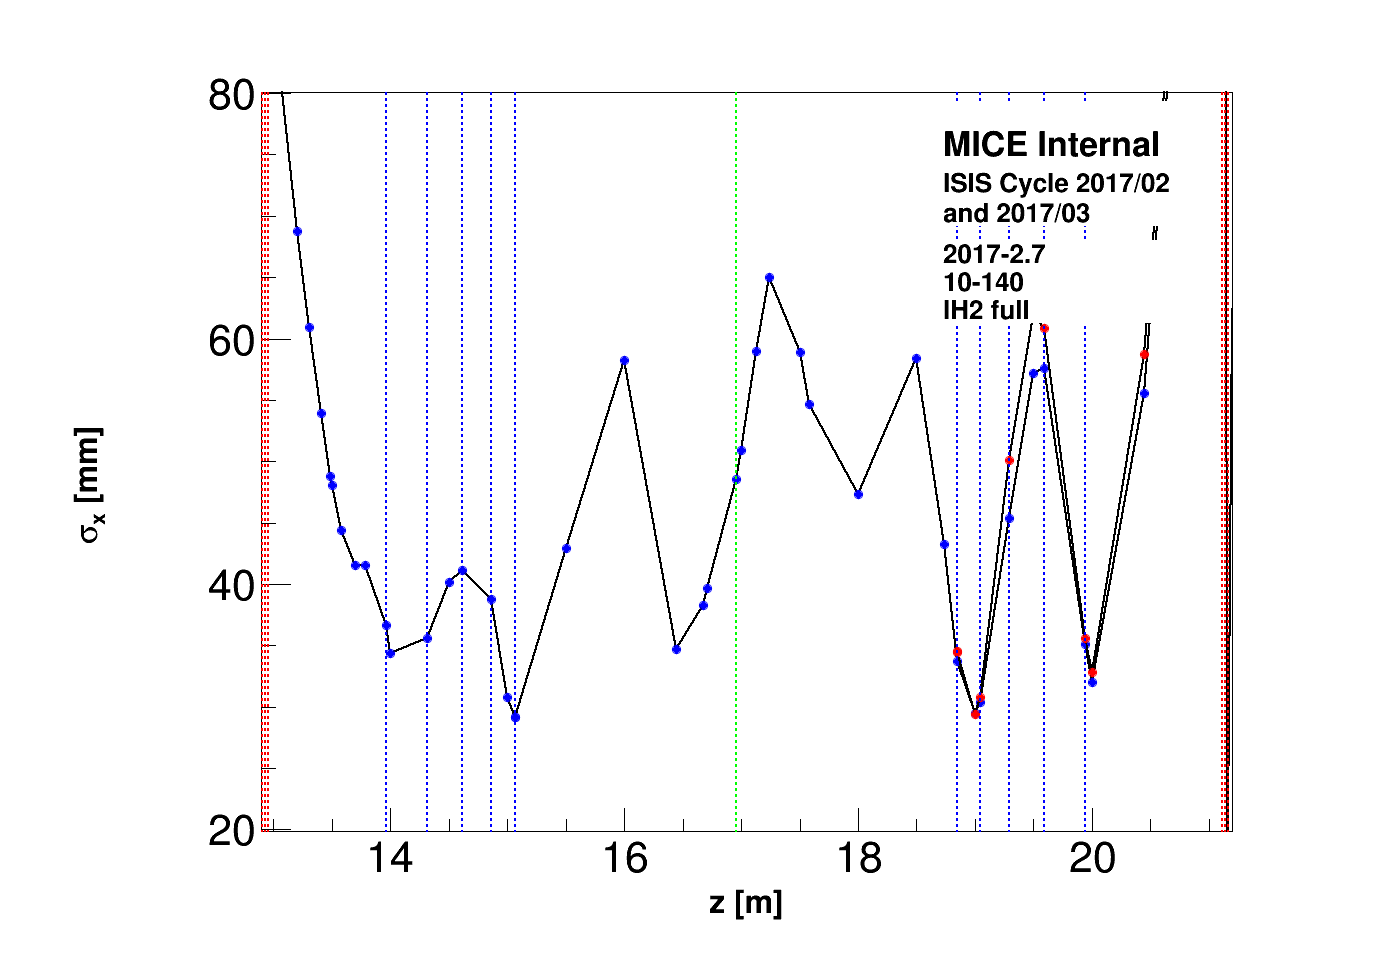 80
60
40
20
σx [mm]
MICE Internal
ISIS Cycle 2017/02
and 2017/03
2017-2.7
10-140
lH2 full
14 16 18 20
z [m]